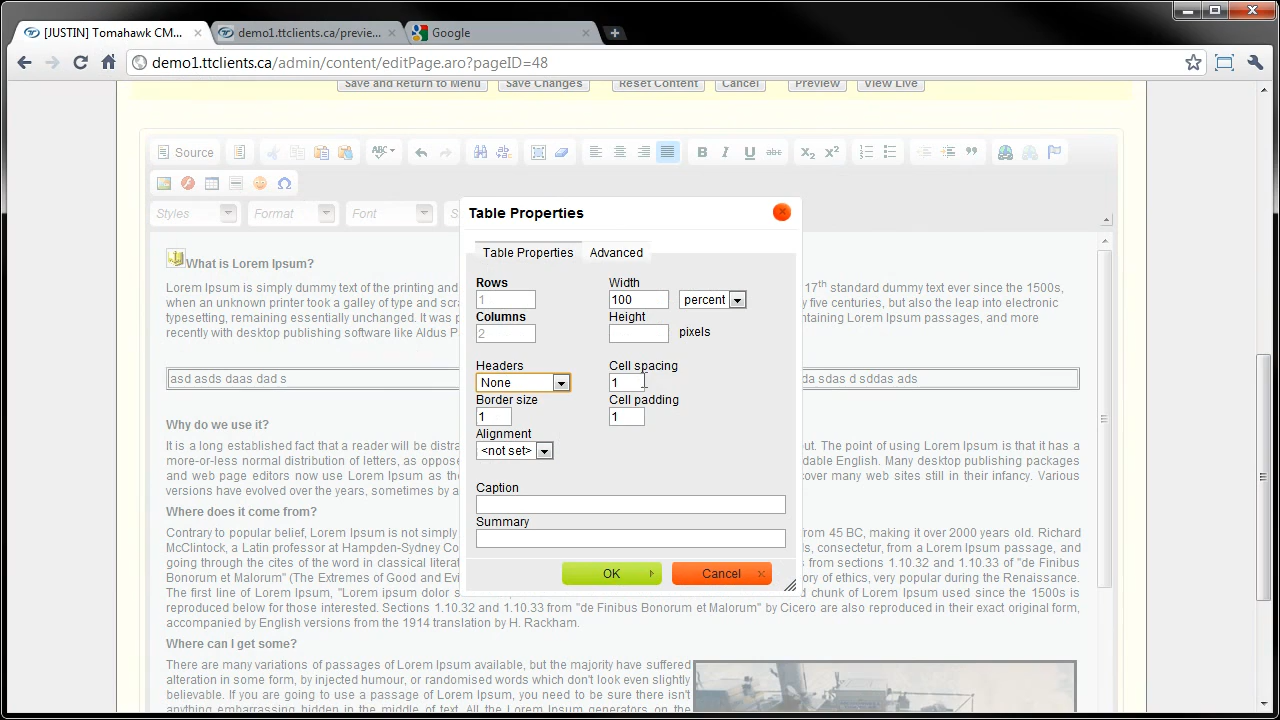 [JUSTIN] Tomahawk CM...
demo1.ttclients.ca/previe...
Google
demo1.ttclients.ca/admin/content/editPage.aro?pageID=48
Save and Return to Menu
Save Changes
Reset Content
Cancel
Preview
View Live
Source
Styles
Format
Font
S
Table Properties
Table Properties
Advanced
Rows
Width
1
100
percent
Columns
Height
2
pixels
Headers
Cell spacing
None
1
Border size
Cell padding
1
1
Alignment
<not set>
Caption
Summary
OK
Cancel
What is Lorem Ipsum?
Lorem Ipsum is simply dummy text of the printing and
17th standard dummy text ever since the 1500s,
when an unknown printer took a galley of type and scra
five centuries, but also the leap into electronic
typesetting, remaining essentially unchanged. It was p
ntaining Lorem Ipsum passages, and more
recently with desktop publishing software like Aldus P
asd asds daas dad s
da sdas d sddas ads
Why do we use it?
It is a long established fact that a reader will be distra
out. The point of using Lorem Ipsum is that it has a
more-or-less normal distribution of letters, as oppose
dable English. Many desktop publishing packages
and web page editors now use Lorem Ipsum as the
cover many web sites still in their infancy. Various
versions have evolved over the years, sometimes by a
Where does it come from?
Contrary to popular belief, Lorem Ipsum is not simply
from 45 BC, making it over 2000 years old. Richard
McClintock, a Latin professor at Hampden-Sydney Co
s, consectetur, from a Lorem Ipsum passage, and
going through the cites of the word in classical literat
s from sections 1.10.32 and 1.10.33 of "de Finibus
Bonorum et Malorum" (The Extremes of Good and Evi
ory of ethics, very popular during the Renaissance.
The first line of Lorem Ipsum, "Lorem ipsum dolor s
d chunk of Lorem Ipsum used since the 1500s is
reproduced below for those interested. Sections 1.10.32 and 1.10.33 from "de Finibus Bonorum et Malorum" by Cicero are also reproduced in their exact original form,
accompanied by English versions from the 1914 translation by H. Rackham.
Where can I get some?
There are many variations of passages of Lorem Ipsum available, but the majority have suffered
alteration in some form, by injected humour, or randomised words which don't look even slightly
believable. If you are going to use a passage of Lorem Ipsum, you need to be sure there isn't
anything embarrassing hidden in the middle of text. All the Lorem Ipsum generators on the